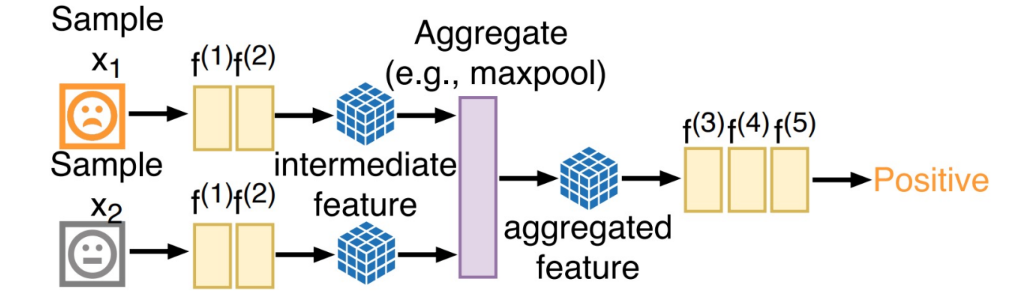 Sample
x1
f(1)f(2)
Aggregate
(e.g., maxpool)
Sample
x2
f(1)f(2)
intermediate
feature
aggregated
feature
f(3)f(4)f(5)
Positive